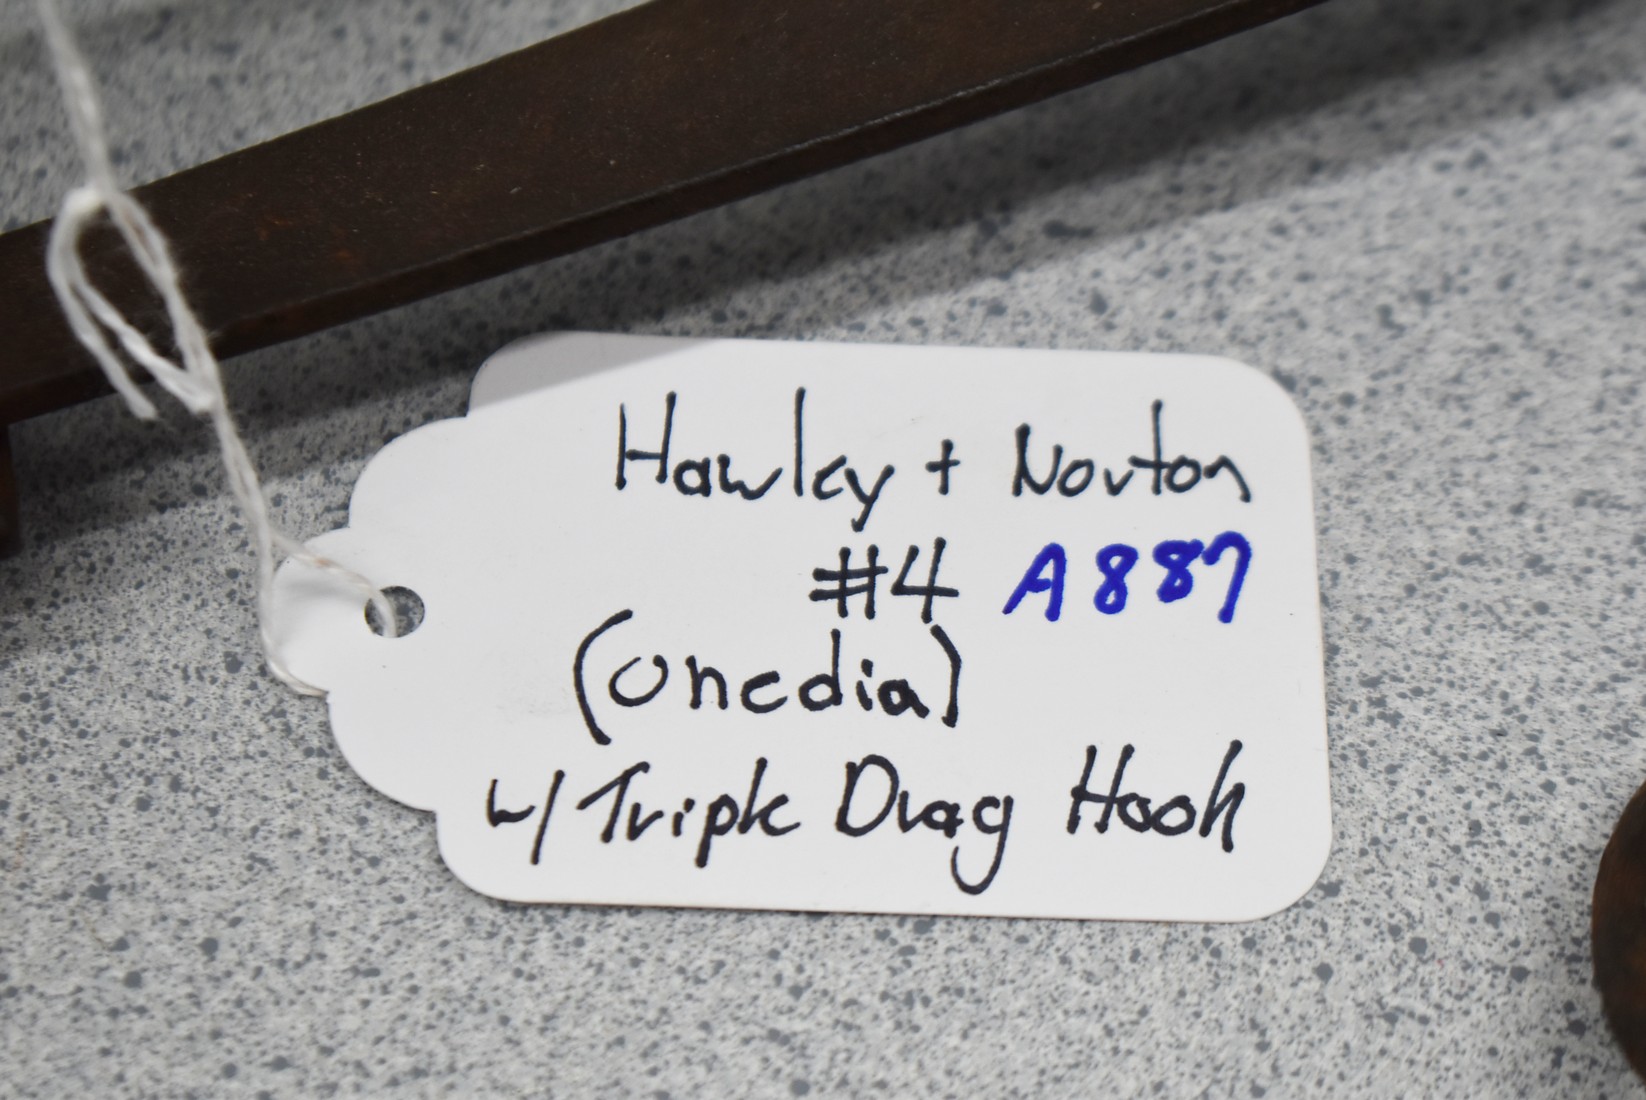 Hawley + Norton
#4 A887
(Onedia)
w/ Triple Drag Hook